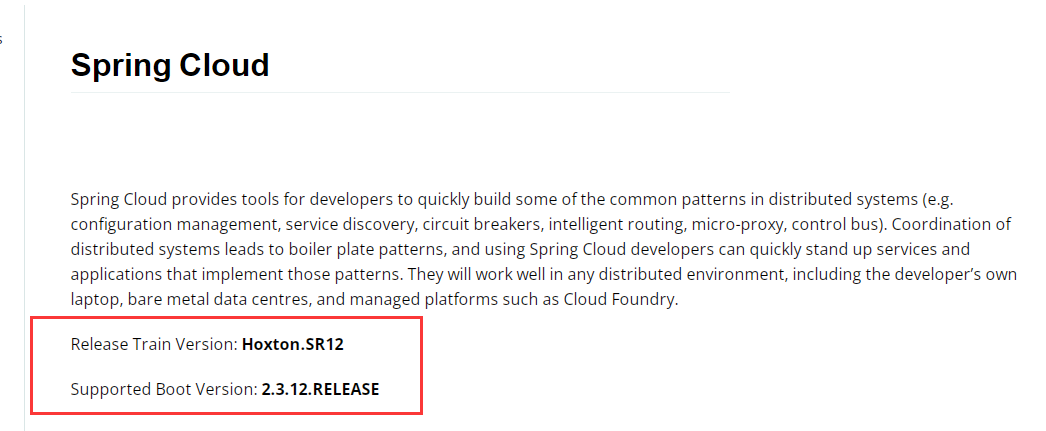 s
Spring Cloud
Spring Cloud provides tools for developers to quickly build some of the common patterns in distributed systems (e.g.
configuration management, service discovery, circuit breakers, intelligent routing, micro-proxy, control bus). Coordination of
distributed systems leads to boiler plate patterns, and using Spring Cloud developers can quickly stand up services and
applications that implement those patterns. They will work well in any distributed environment, including the developer’s own
laptop, bare metal data centres, and managed platforms such as Cloud Foundry.
Release Train Version: Hoxton.SR12
Supported Boot Version: 2.3.12.RELEASE